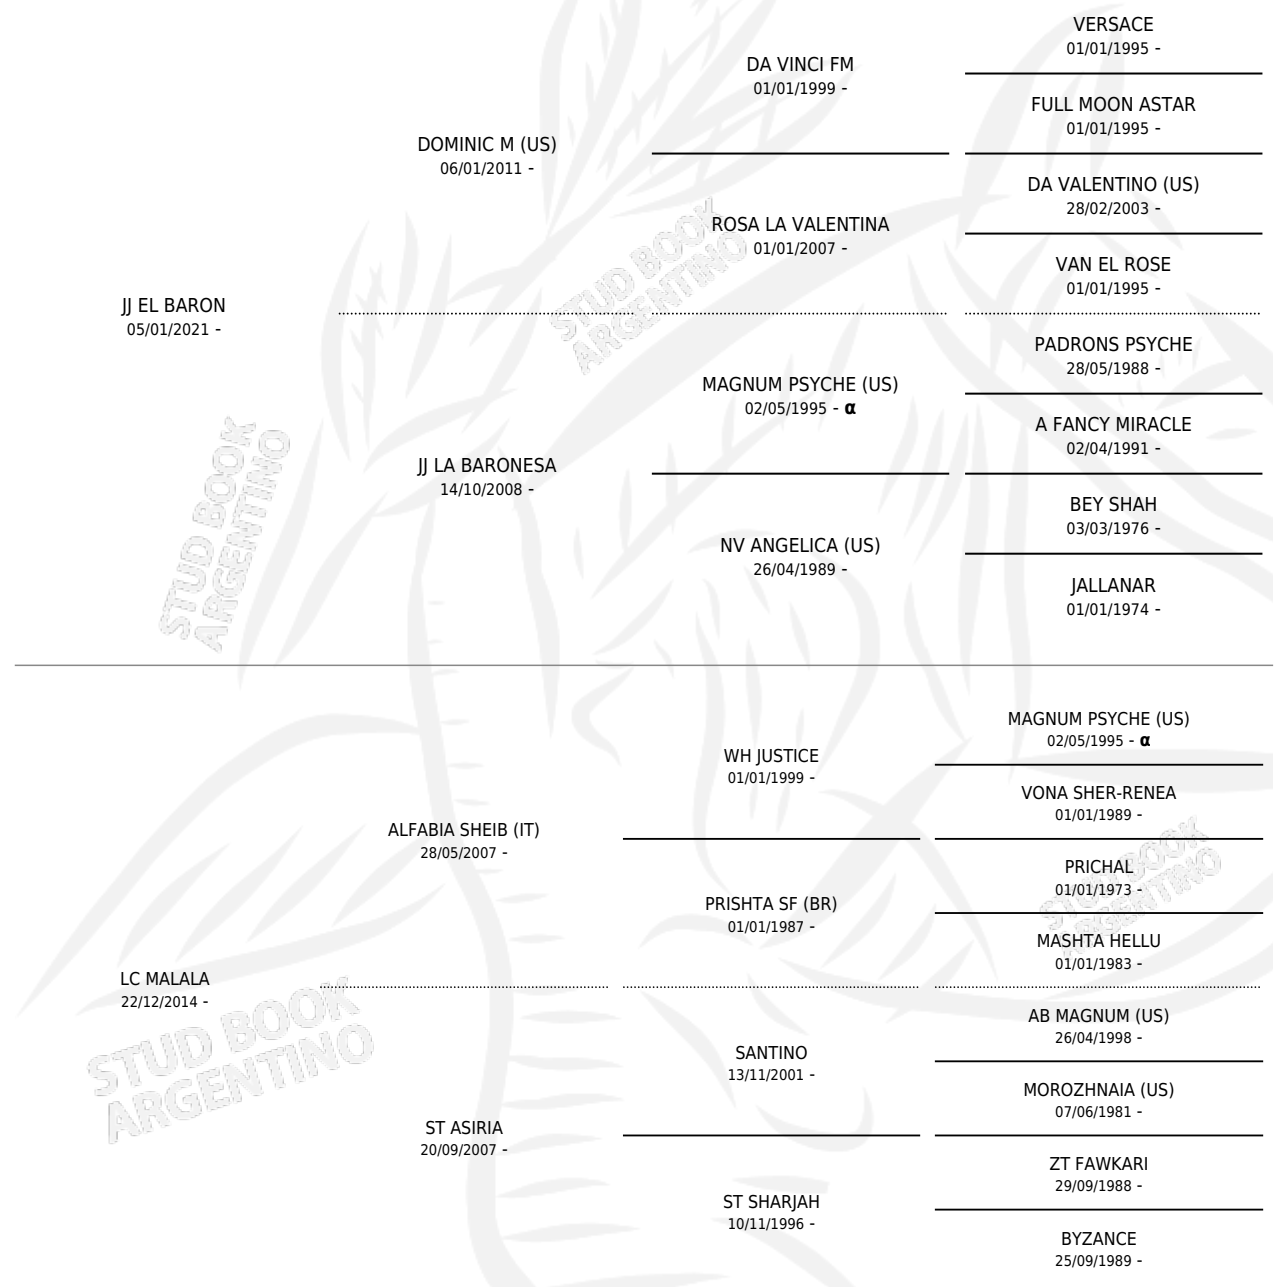 VERSACE
01/01/1995 -
DA VINCI FM
01/01/1999 -
FULL MOON ASTAR
01/01/1995 -
DOMINIC M (US)
06/01/2011 -
DA VALENTINO (US)
28/02/2003 -
ROSA LA VALENTINA
01/01/2007 -
VAN EL ROSE
01/01/1995 -
JJ EL BARON
05/01/2021 -
PADRONS PSYCHE
28/05/1988 -
MAGNUM PSYCHE (US)
02/05/1995 - α
A FANCY MIRACLE
02/04/1991 -
JJ LA BARONESA
14/10/2008 -
BEY SHAH
03/03/1976 -
NV ANGELICA (US)
26/04/1989 -
JALLANAR
01/01/1974 -
MAGNUM PSYCHE (US)
02/05/1995 - α
WH JUSTICE
01/01/1999 -
VONA SHER-RENEA
01/01/1989 -
ALFABIA SHEIB (IT)
28/05/2007 -
PRICHAL
01/01/1973 -
PRISHTA SF (BR)
01/01/1987 -
MASHTA HELLU
01/01/1983 -
LC MALALA
22/12/2014 -
AB MAGNUM (US)
26/04/1998 -
SANTINO
13/11/2001 -
MOROZHNAIA (US)
07/06/1981 -
ST ASIRIA
20/09/2007 -
ZT FAWKARI
29/09/1988 -
ST SHARJAH
10/11/1996 -
BYZANCE
25/09/1989 -
STUD BOOK
ARGENTINO
STUD BOOK
ARGENTINO
STUD BOOK
ARGENTINO
STUD BOOK
ARGENTINO